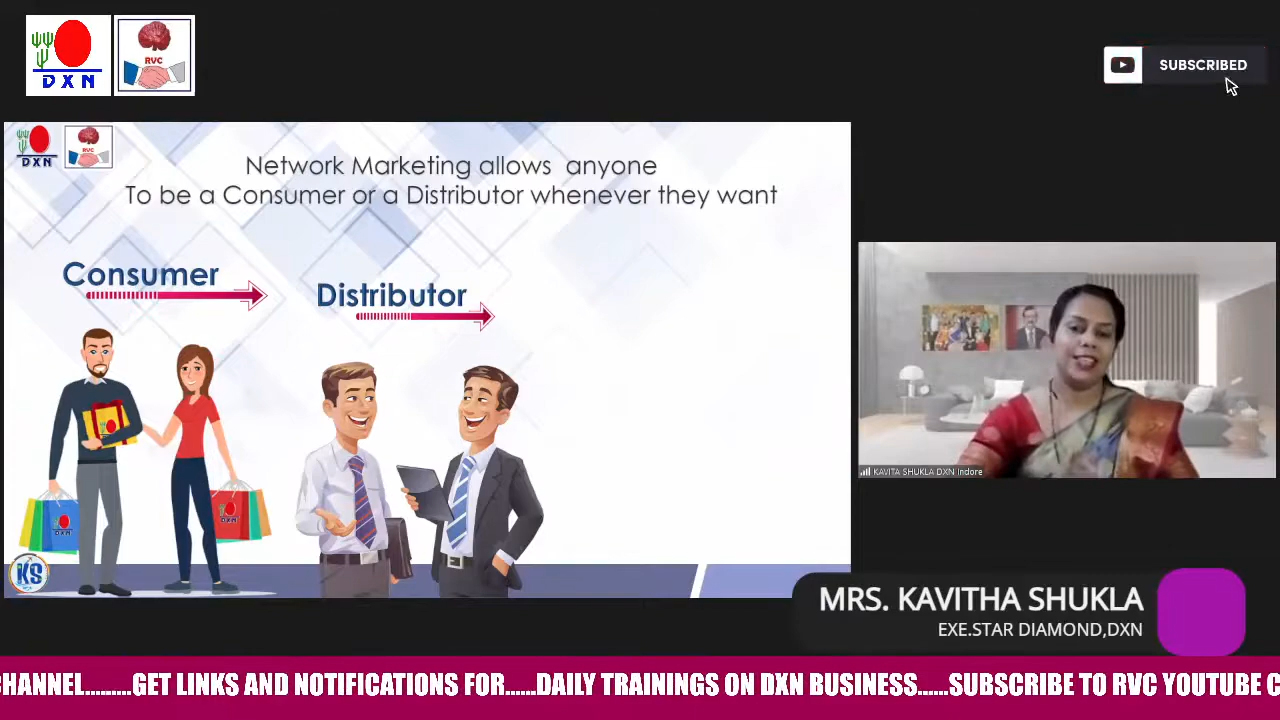 DXN
RVC
SUBSCRIBED
DXN
Network Marketing allows anyone
To be a Consumer or a Distributor whenever they want
Consumer
Distributor
KS
KAVITA SHUKLA DXN Indore
MRS. KAVITHA SHUKLA
EXE.STAR DIAMOND,DXN
CHANNEL.........GET LINKS AND NOTIFICATIONS FOR......DAILY TRAININGS ON DXN BUSINESS......SUBSCRIBE TO RVC YOUTUBE C